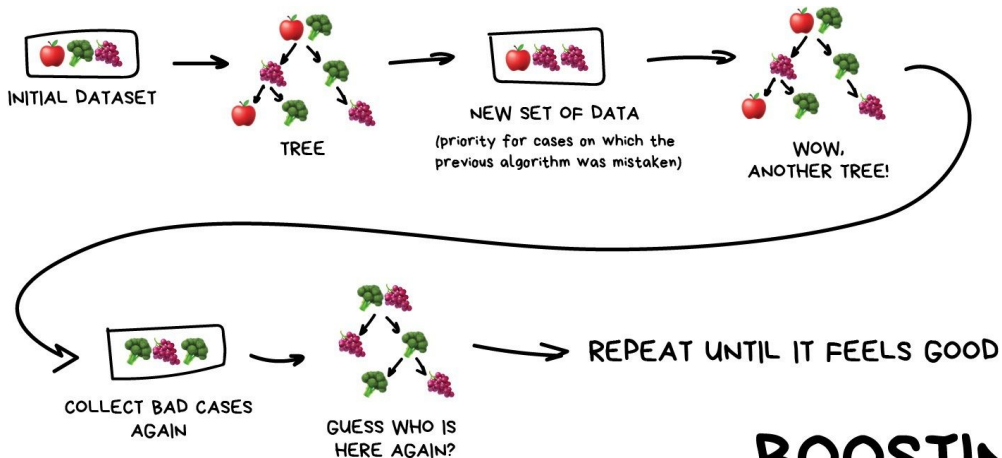 INITIAL DATASET
TREE
NEW SET OF DATA
(priority for cases on which the
previous algorithm was mistaken)
WOW,
ANOTHER TREE!
COLLECT BAD CASES
AGAIN
GUESS WHO IS
HERE AGAIN?
REPEAT UNTIL IT FEELS GOOD